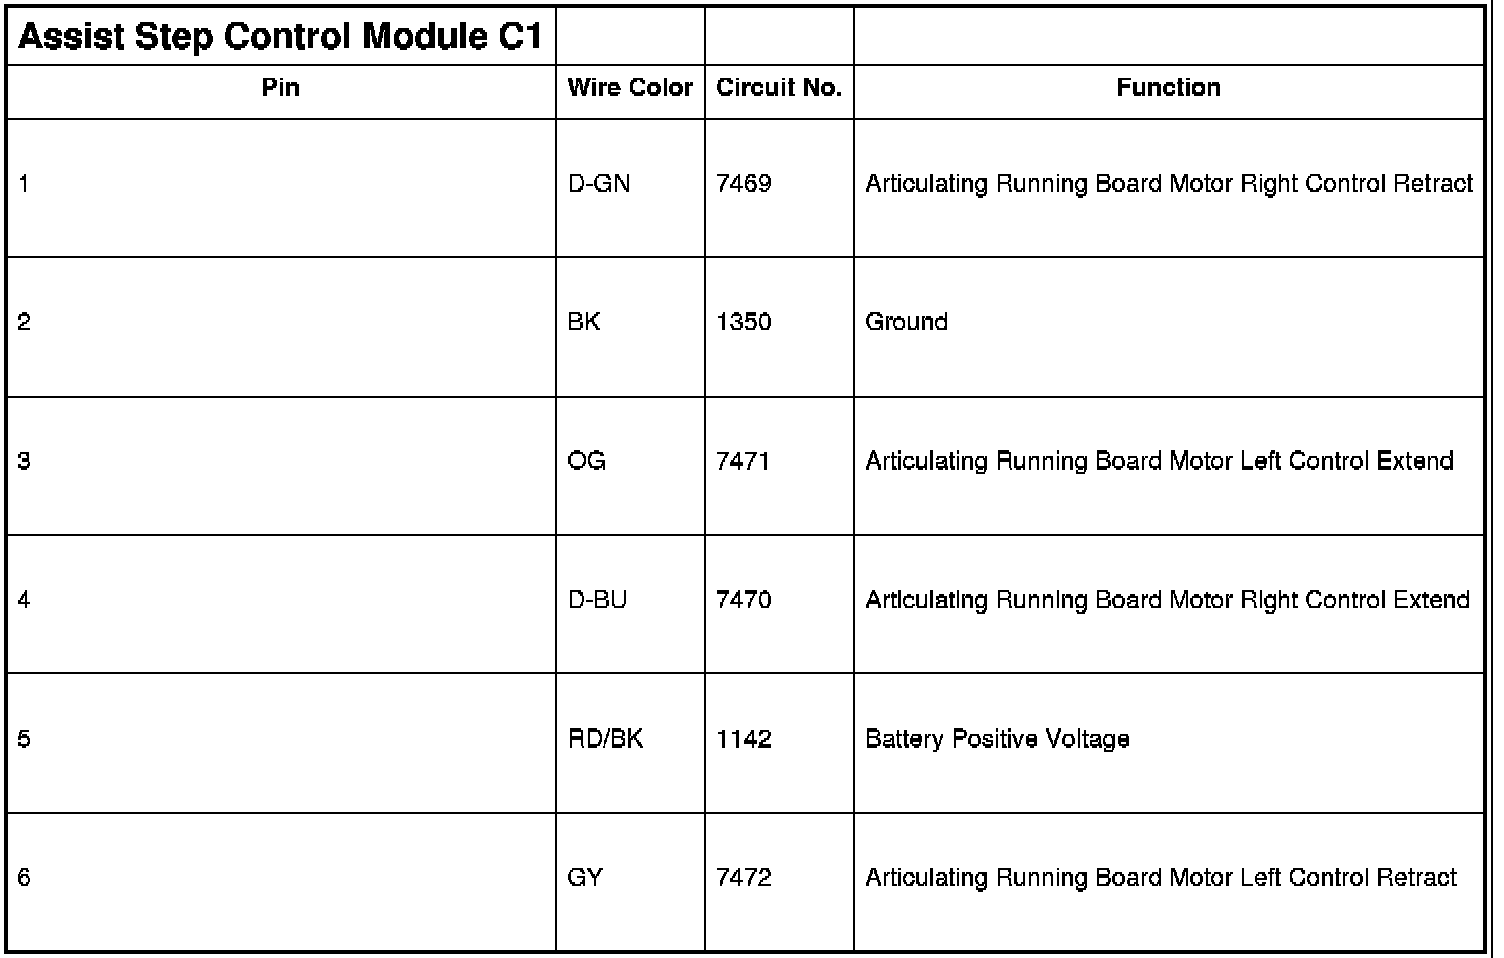 Assist Step Control Module C1
Pin Wire Color Circuit No. Function
1 D-GN 7469 Articulating Running Board Motor Right Control Retract
2 BK 1350 Ground
3 OG 7471 Articulating Running Board Motor Left Control Extend
4 D-BU 7470 Articulating Running Board Motor Right Control Extend
5 RD/BK 1142 Battery Positive Voltage
6 GY 7472 Articulating Running Board Motor Left Control Retract